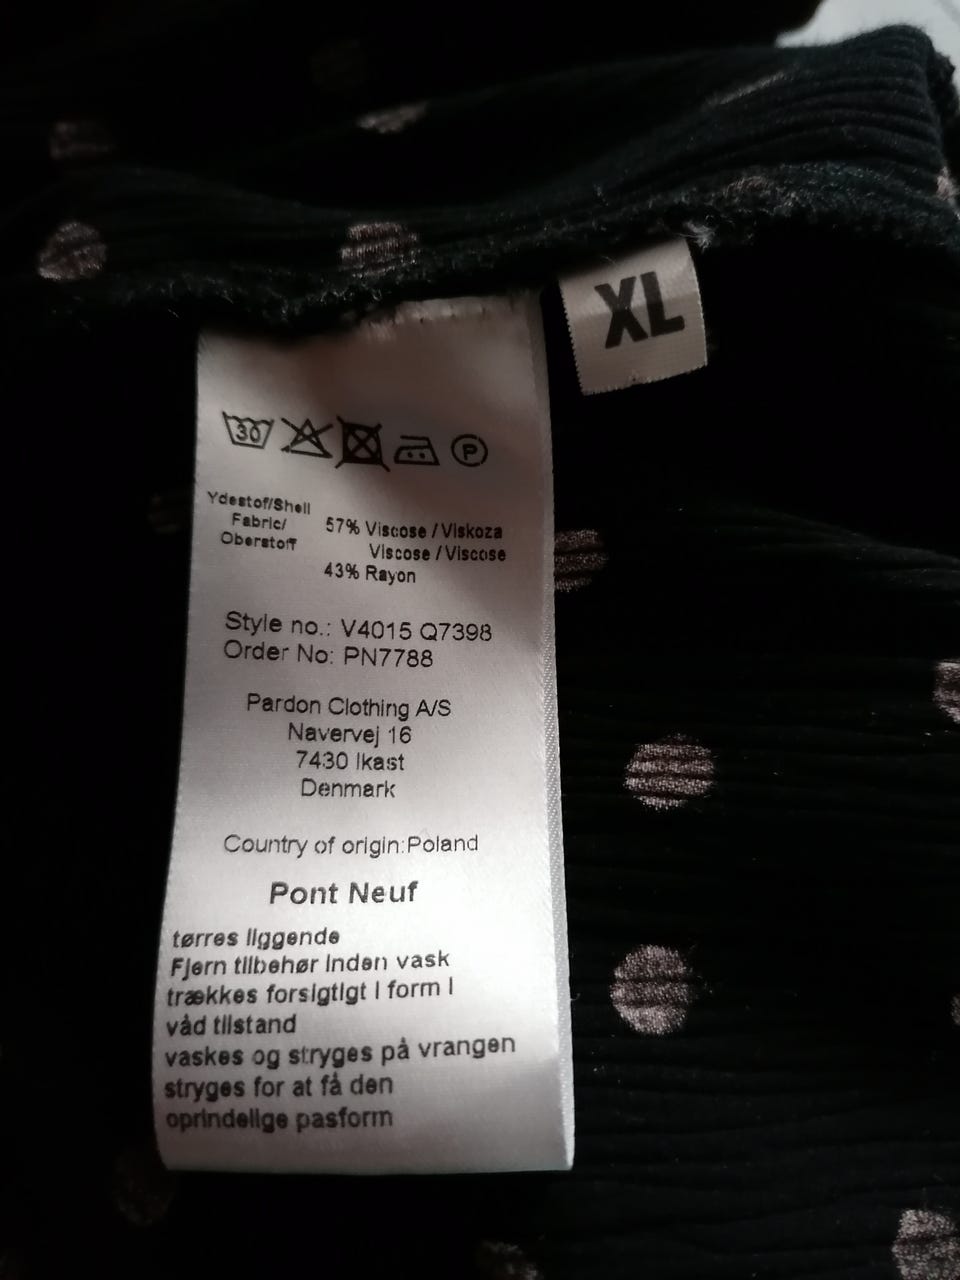 XL
30
P
Ydestof/Shell
Fabric/
Oberstoff
57% Viscose / Viskoza
Viscose / Viscose
43% Rayon
Style no.: V4015 Q7398
Order No: PN7788
Pardon Clothing A/S
Navervej 16
7430 Ikast
Denmark
Country of origin:Poland
Pont Neuf
tørres liggende
Fjern tilbehør inden vask
trækkes forsigtigt i form i
våd tilstand
vaskes og stryges på vrangen
stryges for at få den
oprindelige pasform